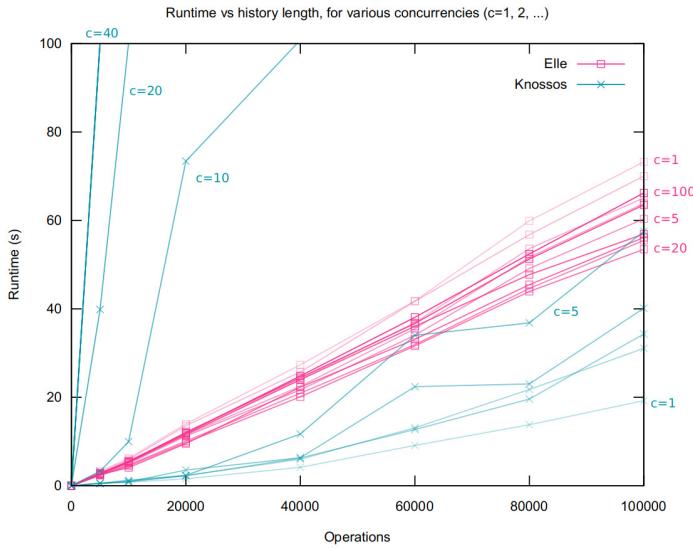 Runtime vs history length, for various concurrencies (c=1, 2, ...)
c=40
100
Elle
Knossos
c=20
80
c=10
c=1
c=100
60
c=5
c=20
Runtime (s)
40
c=5
20
c=1
0
0
20000
40000
60000
80000
100000
Operations